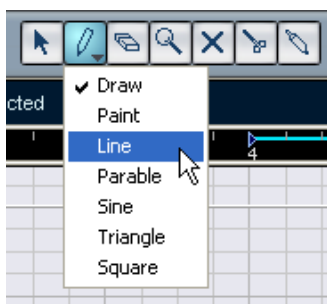 cted
Draw
Paint
Line
4
Parable
Sine
Triangle
Square